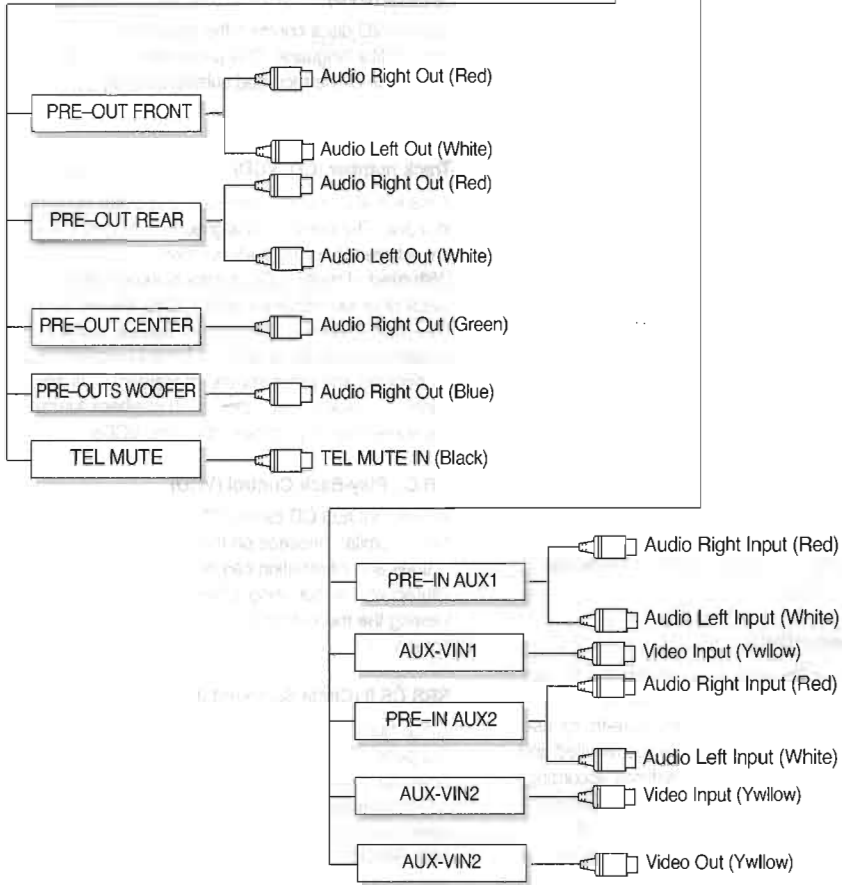 Audio Right Out (Red)
PRE–OUT FRONT
Audio Left Out (White)
Audio Right Out (Red)
PRE–OUT REAR
Audio Left Out (White)
PRE–OUT CENTER
Audio Right Out (Green)
PRE–OUTS WOOFER
Audio Right Out (Blue)
TEL MUTE
TEL MUTE IN (Black)
Audio Right Input (Red)
PRE–IN AUX1
Audio Left Input (White)
AUX-VIN1
Video Input (Ywllow)
Audio Right Input (Red)
PRE–IN AUX2
Audio Left Input (White)
AUX-VIN2
Video Input (Ywllow)
AUX-VIN2
Video Out (Ywllow)